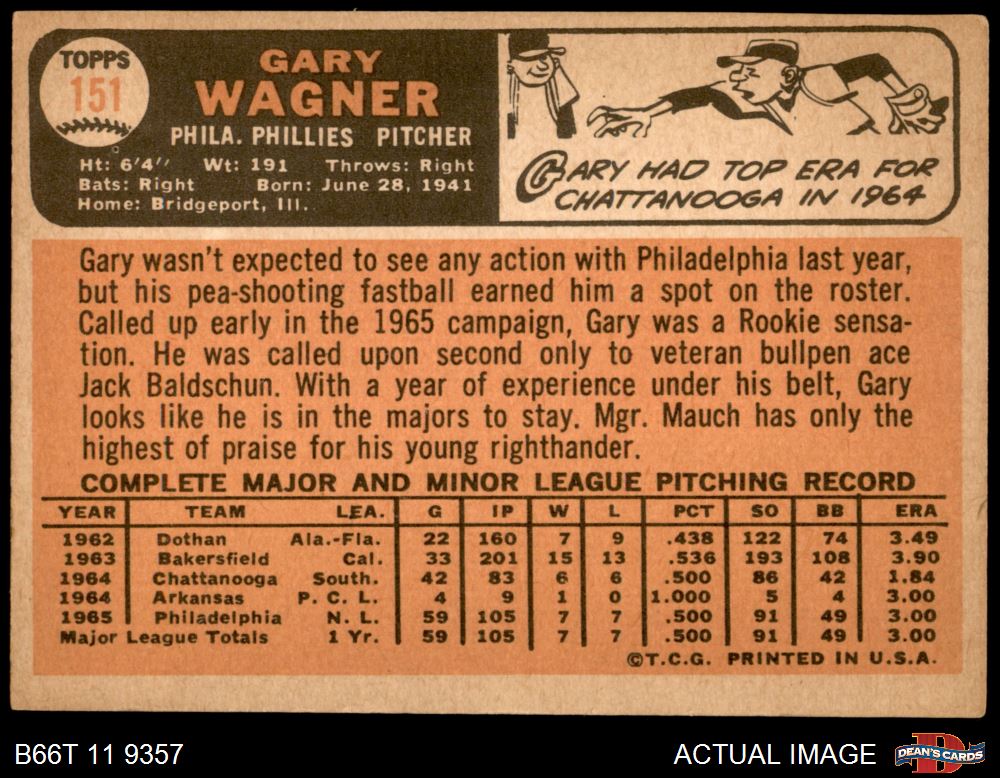 TOPPS
151
GARY
WAGNER
PHILA. PHILLIES PITCHER
Ht: 6'4" Wt: 191 Throws: Right
Bats: Right Born: June 28, 1941
Home: Bridgeport, Ill.
GARY HAD TOP ERA FOR
CHATTANOOGA IN 1964
Gary wasn't expected to see any action with Philadelphia last year,
but his pea-shooting fastball earned him a spot on the roster.
Called up early in the 1965 campaign, Gary was a Rookie sensa-
tion. He was called upon second only to veteran bullpen ace
Jack Baldschun. With a year of experience under his belt, Gary
looks like he is in the majors to stay. Mgr. Mauch has only the
highest of praise for his young righthander.
COMPLETE MAJOR AND MINOR LEAGUE PITCHING RECORD
YEAR TEAM LEA. G IP W L PCT SO BB ERA
1962 Dothan Ala.-Fla. 22 160 7 9 .438 122 74 3.49
1963 Bakersfield Cal. 33 201 15 13 .536 193 108 3.90
1964 Chattanooga South. 42 83 6 6 .500 86 42 1.84
1964 Arkansas P. C. L. 4 9 1 0 1.000 5 4 3.00
1965 Philadelphia N. L. 59 105 7 7 .500 91 49 3.00
Major League Totals 1 Yr. 59 105 7 7 .500 91 49 3.00
©T.C.G. PRINTED IN U.S.A.
B66T 11 9357
ACTUAL IMAGE
DEAN'S CARDS